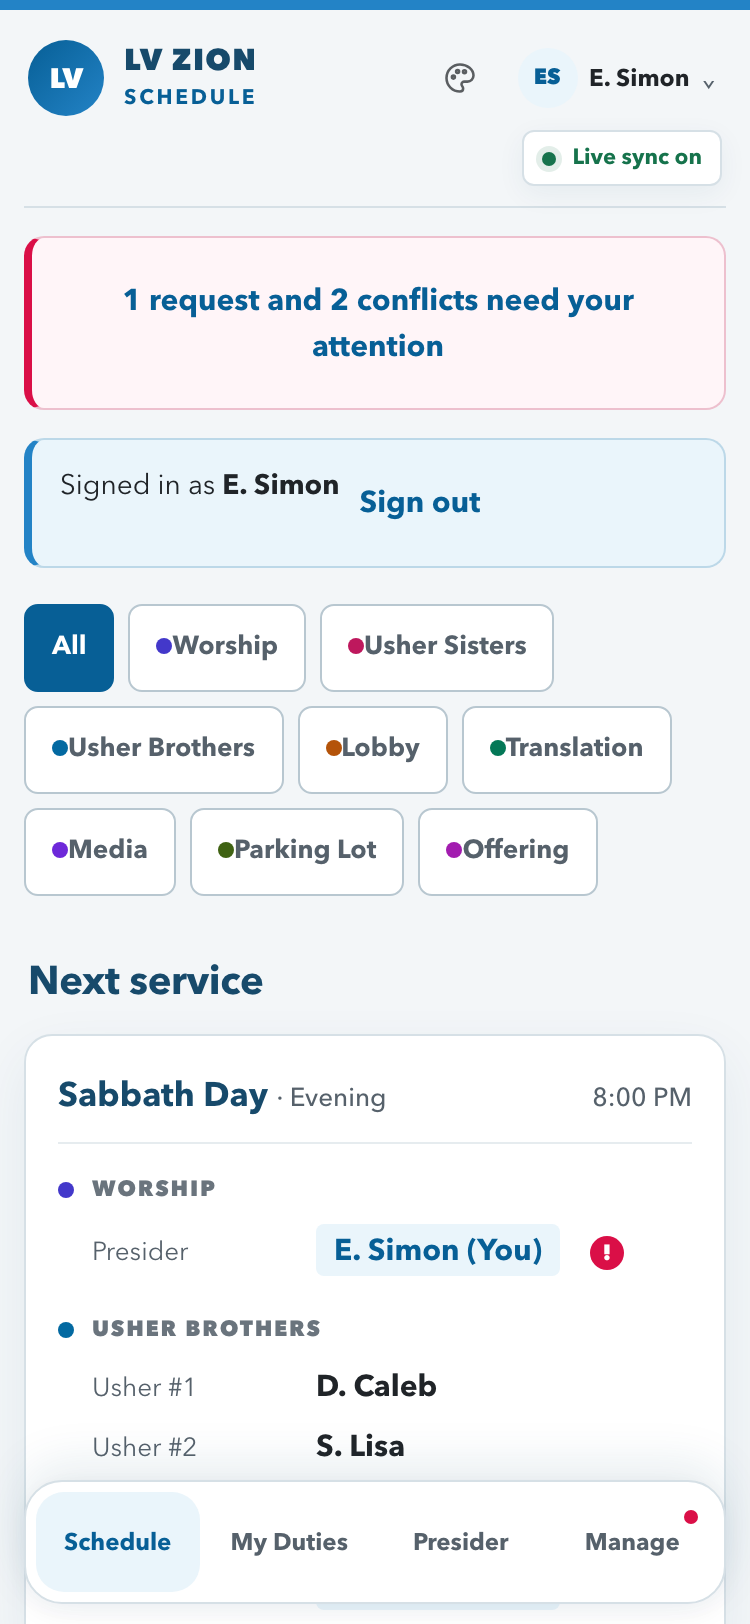 LV
LV ZION
SCHEDULE
ES
E. Simon
Live sync on
1 request and 2 conflicts need your
attention
Signed in as E. Simon
Sign out
All
Worship
Usher Sisters
Usher Brothers
Lobby
Translation
Media
Parking Lot
Offering
Next service
Sabbath Day · Evening
8:00 PM
WORSHIP
Presider
E. Simon (You)
!
USHER BROTHERS
Usher #1
D. Caleb
Usher #2
S. Lisa
Schedule
My Duties
Presider
Manage